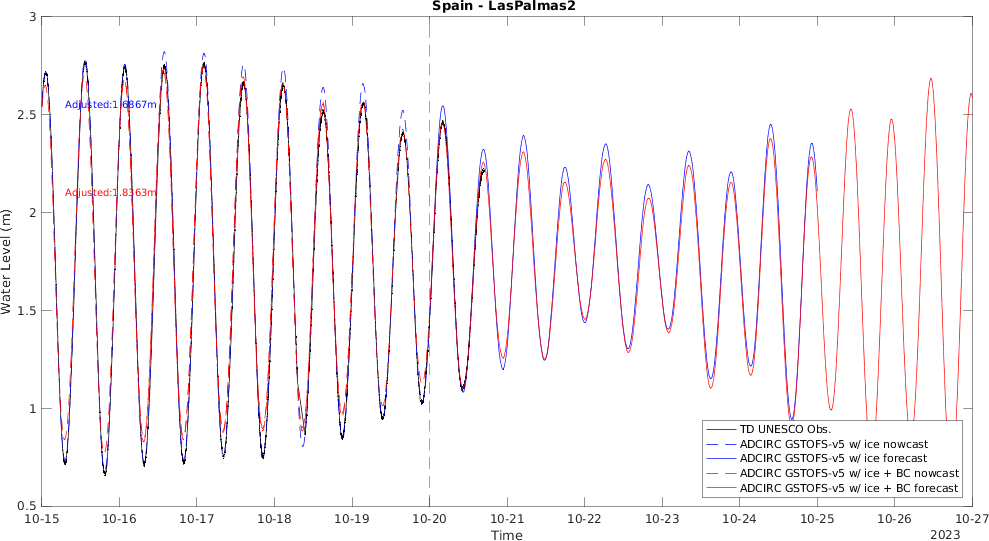 Spain - LasPalmas2
3
2.5
2
1.5
1
0.5
Water Level (m)
Adjusted:1.6867m
Adjusted:1.8363m
TD UNESCO Obs.
ADCIRC GSTOFS-v5 w/ ice nowcast
ADCIRC GSTOFS-v5 w/ ice forecast
ADCIRC GSTOFS-v5 w/ ice + BC nowcast
ADCIRC GSTOFS-v5 w/ ice + BC forecast
10-15 10-16 10-17 10-18 10-19 10-20 10-21 10-22 10-23 10-24 10-25 10-26 10-27
Time
2023